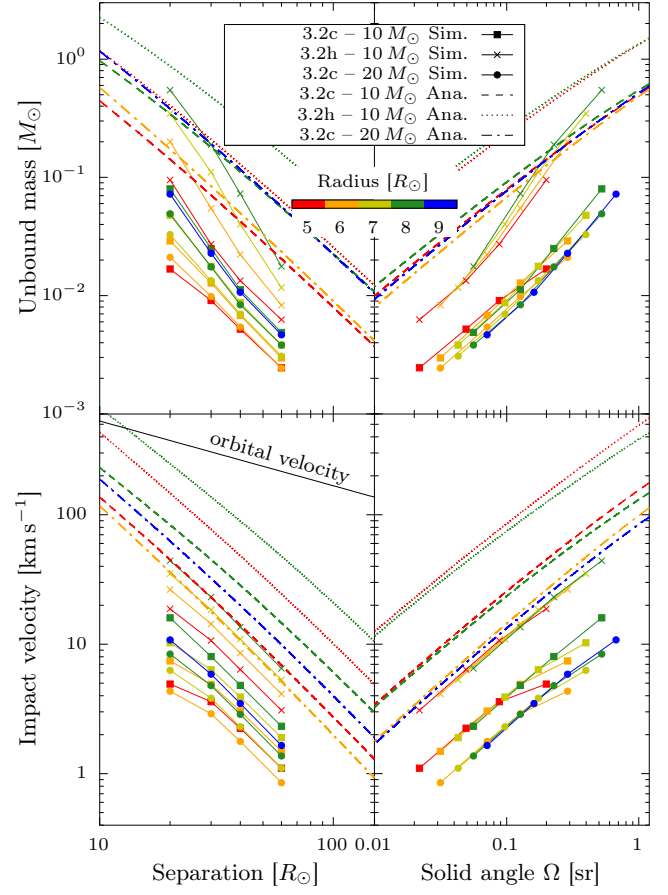 3.2c – 10 M⊙ Sim.
3.2h – 10 M⊙ Sim.
3.2c – 20 M⊙ Sim.
3.2c – 10 M⊙ Ana.
3.2h – 10 M⊙ Ana.
3.2c – 20 M⊙ Ana.
Radius [R⊙]
5 6 7 8 9
Unbound mass [M⊙]
10⁰
10⁻¹
10⁻²
10⁻³
orbital velocity
Impact velocity [km s⁻¹]
100
10
1
10 100 0.01 0.1 1
Separation [R⊙] Solid angle Ω [sr]